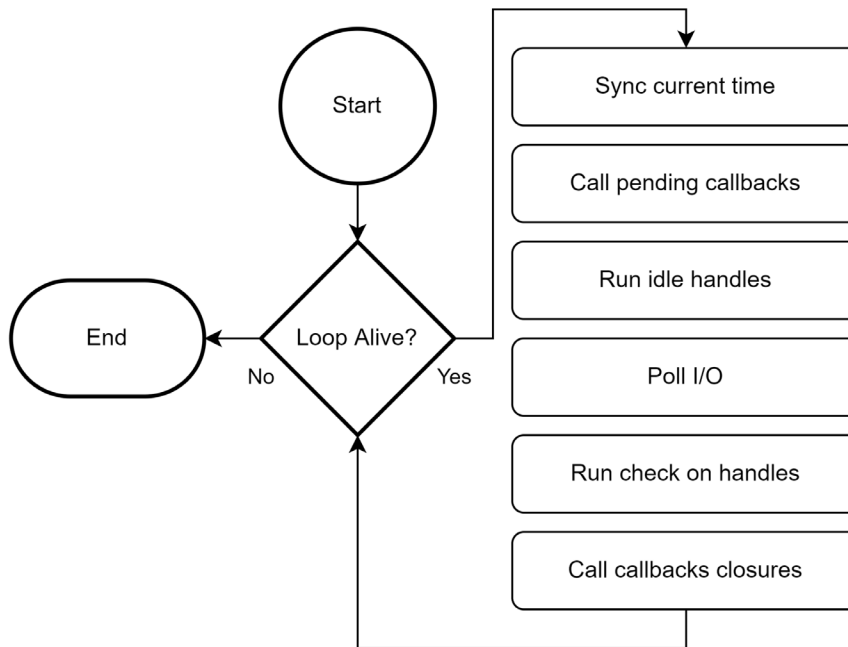 Start
Loop Alive?
Yes
No
End
Sync current time
Call pending callbacks
Run idle handles
Poll I/O
Run check on handles
Call callbacks closures